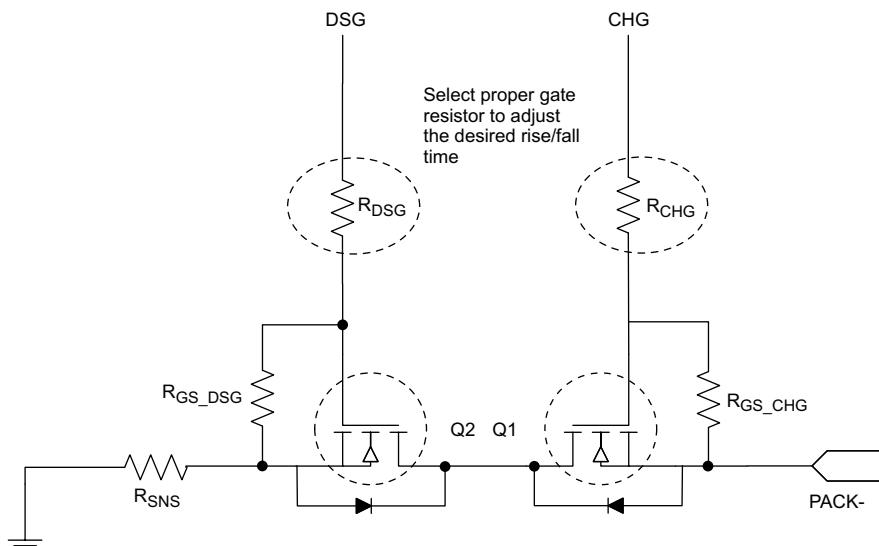 DSG
CHG
Select proper gate
resistor to adjust
the desired rise/fall
time
RDSG
RCHG
RGS_DSG
RGS_CHG
Q2 Q1
RSNS
PACK-